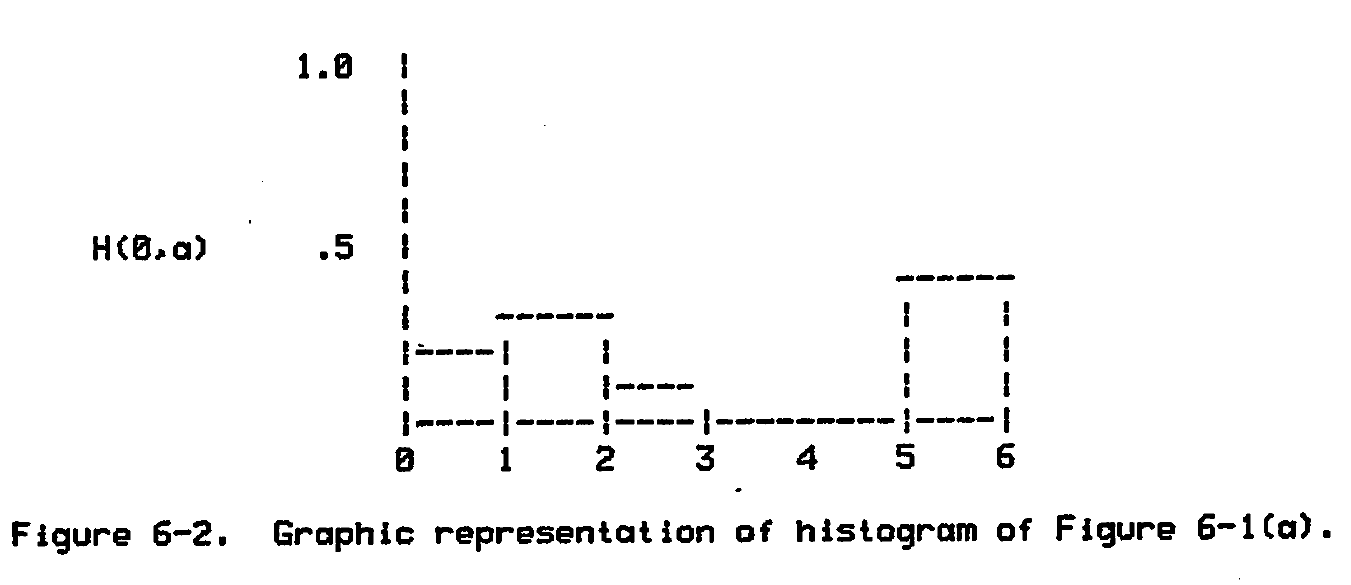 1.0
H(0,a) .5
0 1 2 3 4 5 6
Figure 6-2. Graphic representation of histogram of Figure 6-1(a).